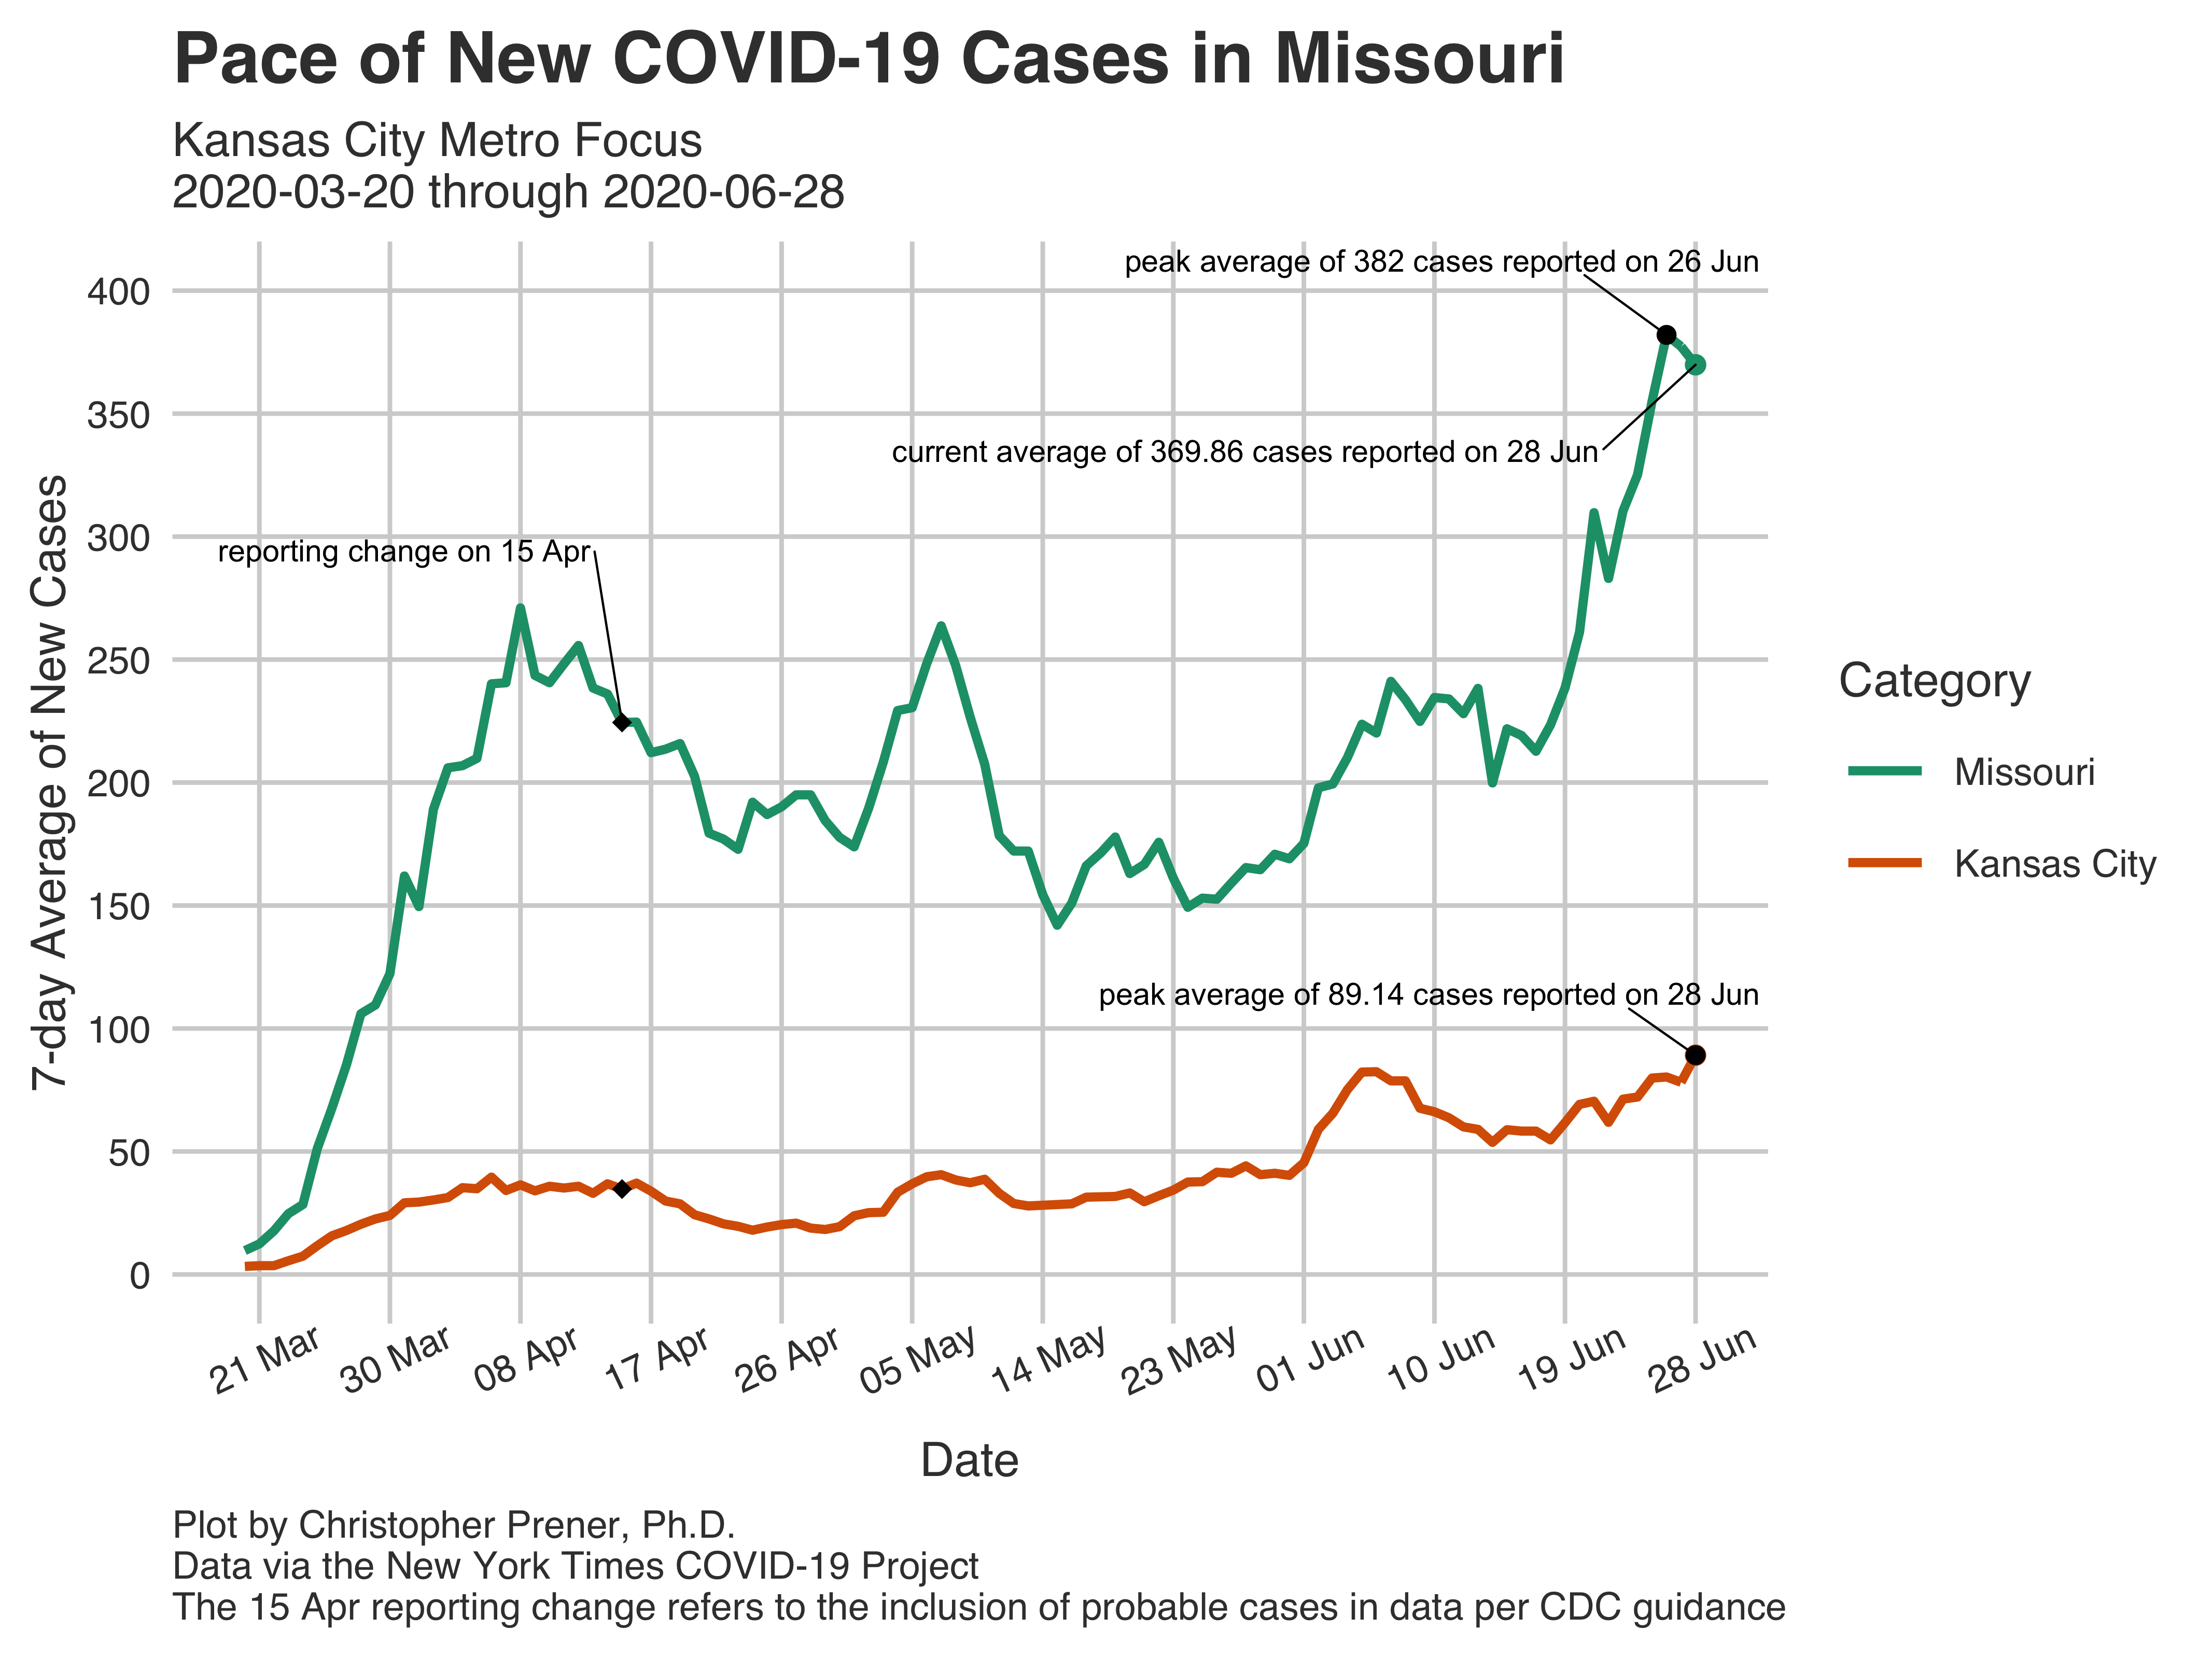 Pace of New COVID-19 Cases in Missouri
Kansas City Metro Focus
2020-03-20 through 2020-06-28
peak average of 382 cases reported on 26 Jun
current average of 369.86 cases reported on 28 Jun
reporting change on 15 Apr
peak average of 89.14 cases reported on 28 Jun
7-day Average of New Cases
400
350
300
250
200
150
100
50
0
21 Mar
30 Mar
08 Apr
17 Apr
26 Apr
05 May
14 May
23 May
01 Jun
10 Jun
19 Jun
28 Jun
Date
Category
Missouri
Kansas City
Plot by Christopher Prener, Ph.D.
Data via the New York Times COVID-19 Project
The 15 Apr reporting change refers to the inclusion of probable cases in data per CDC guidance